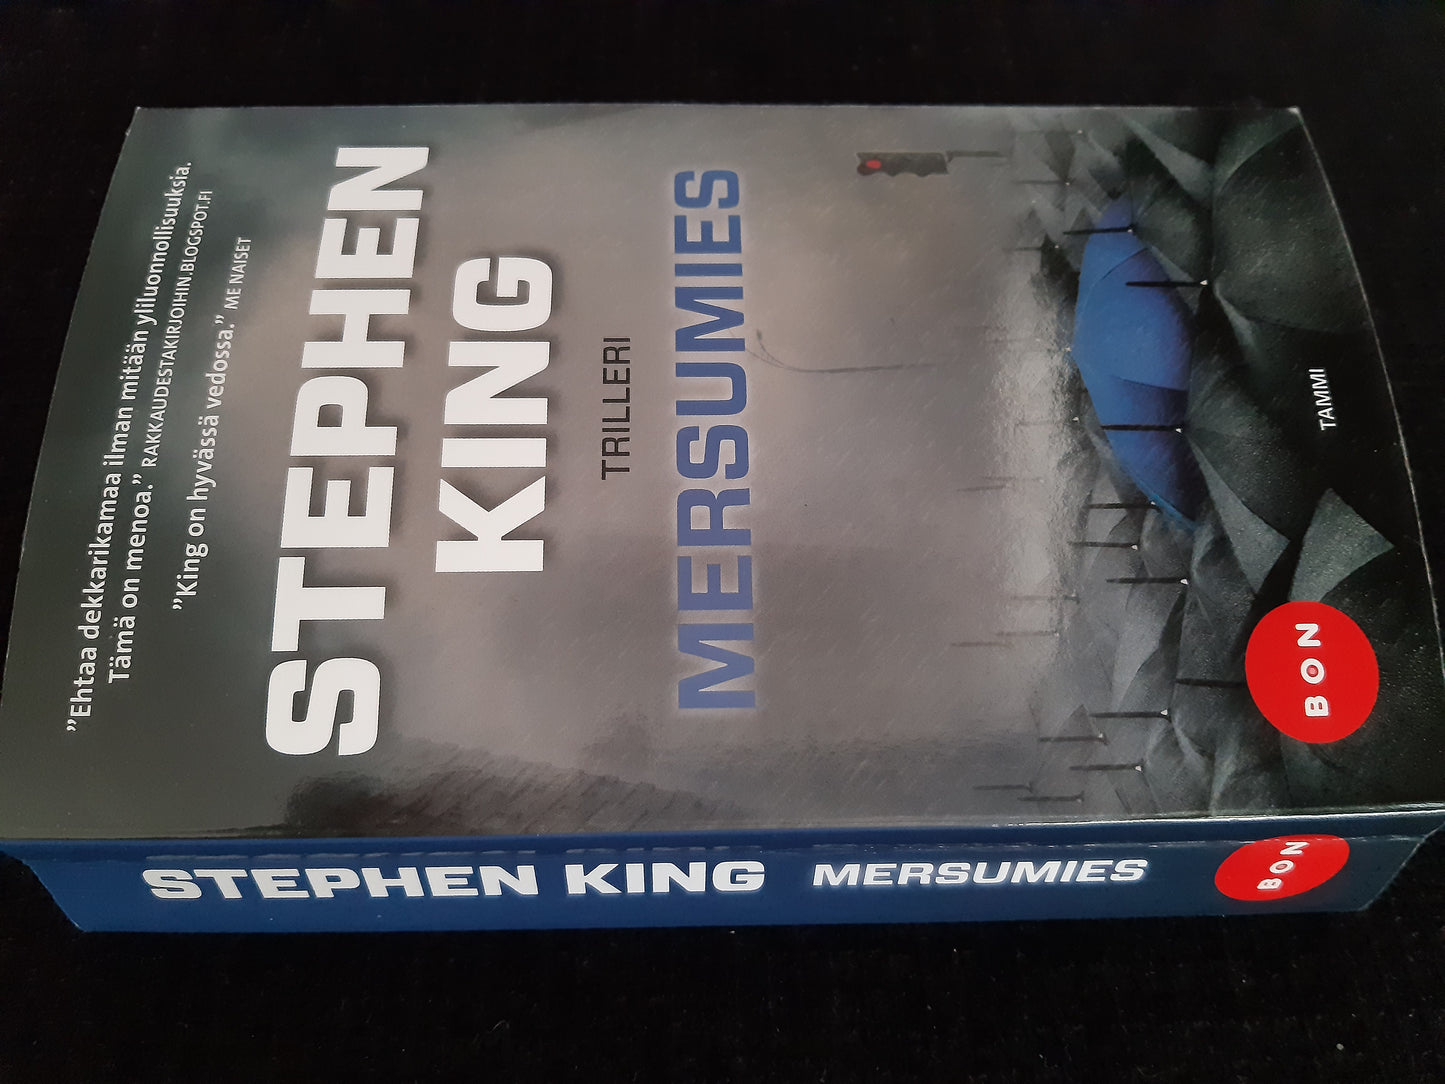 ”Ehtaa dekkarikamaa ilman mitään yliluonnollisuuksia.
Tämä on menoa.” RAKKAUDESTAKIRJOIHIN.BLOGSPOT.FI
”King on hyvässä vedossa.” ME NAISET
STEPHEN
KING
TRILLERI
MERSUMIES
TAMMI
BON
STEPHEN KING MERSUMIES BON